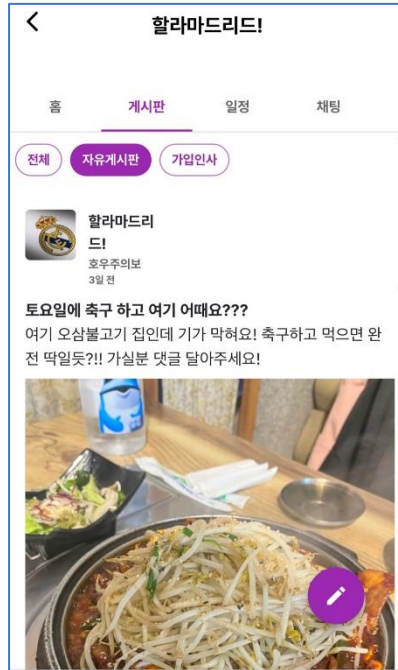 할라마드리드!
홈 게시판 일정 채팅
전체 자유게시판 가입인사
할라마드리
드!
호우주의보
3일 전
토요일에 축구 하고 여기 어때요???
여기 오삼불고기 집인데 기가 막혀요! 축구하고 먹으면 완
전 딱일듯?!! 가실분 댓글 달아주세요!